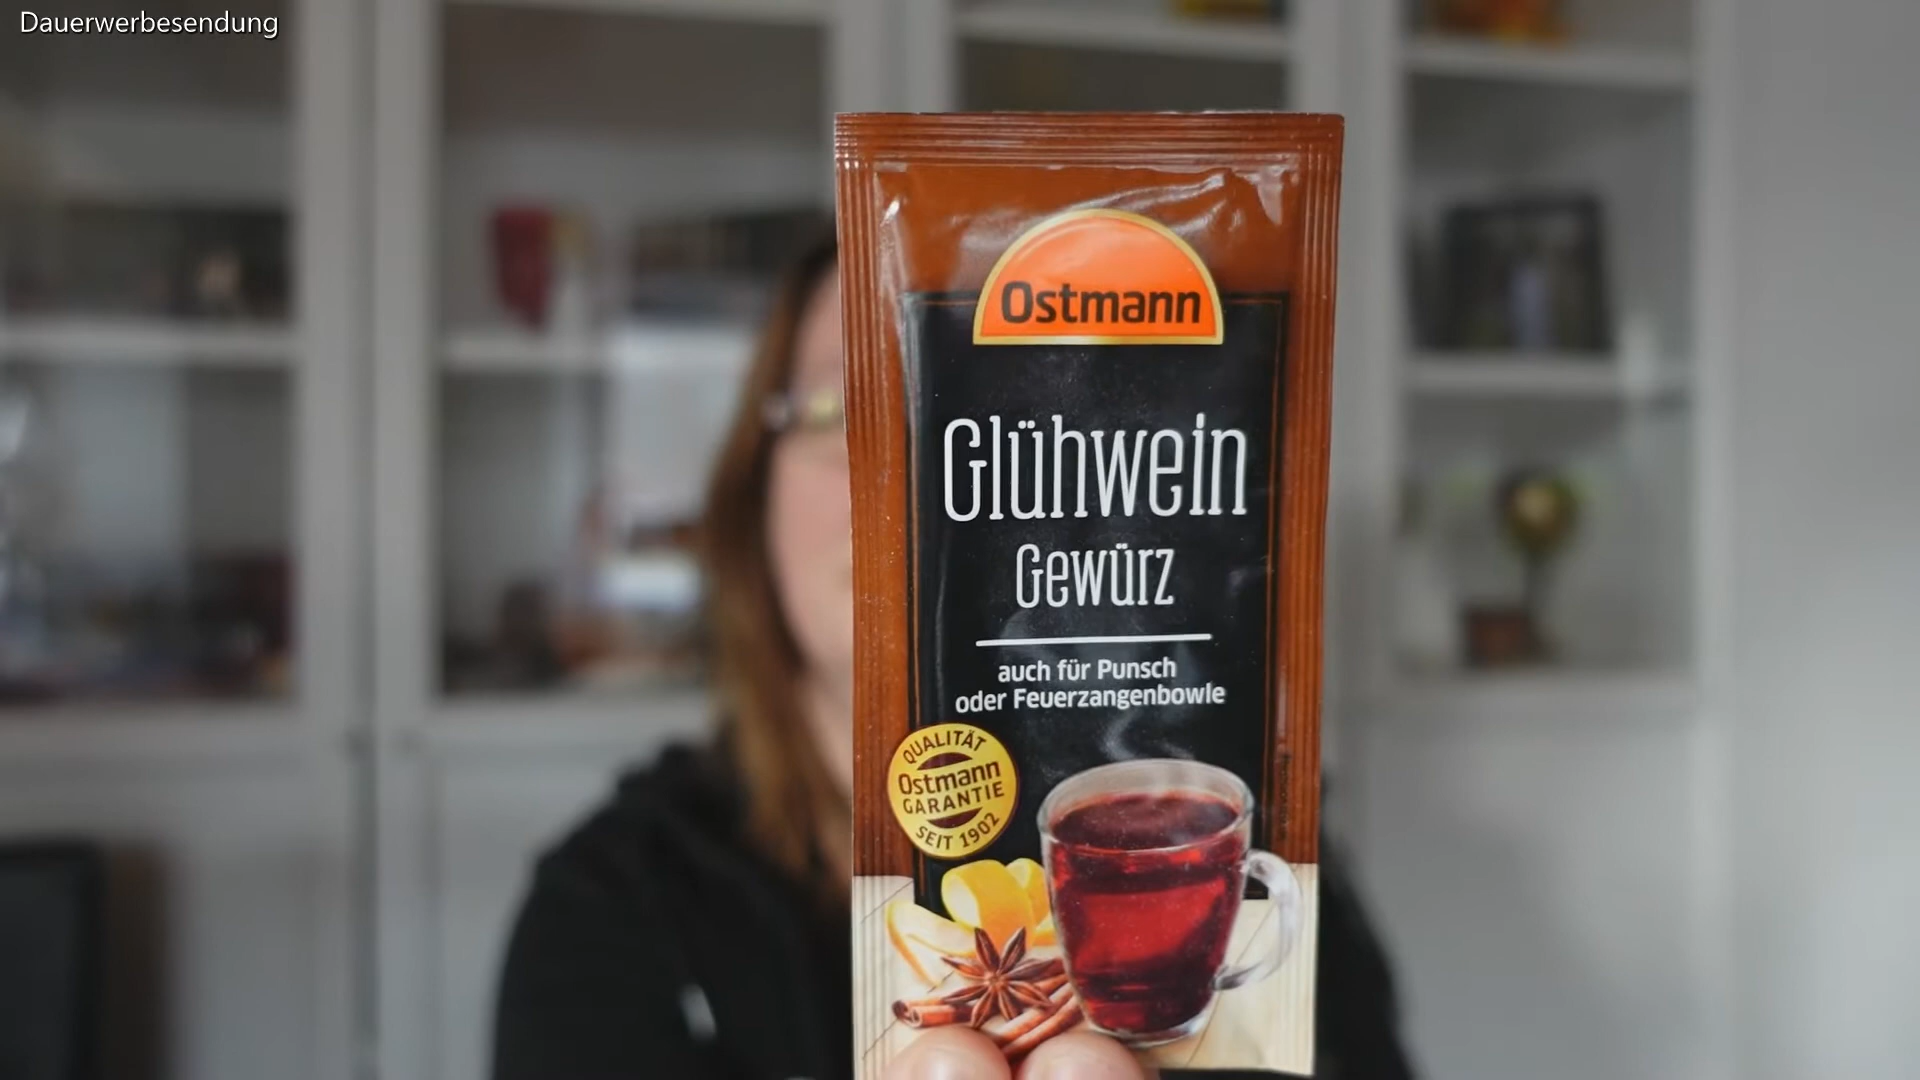 Dauerwerbesendung
Ostmann
Glühwein
Gewürz
auch für Punsch
oder Feuerzangenbowle
QUALITÄT
Ostmann
GARANTIE
SEIT 1902